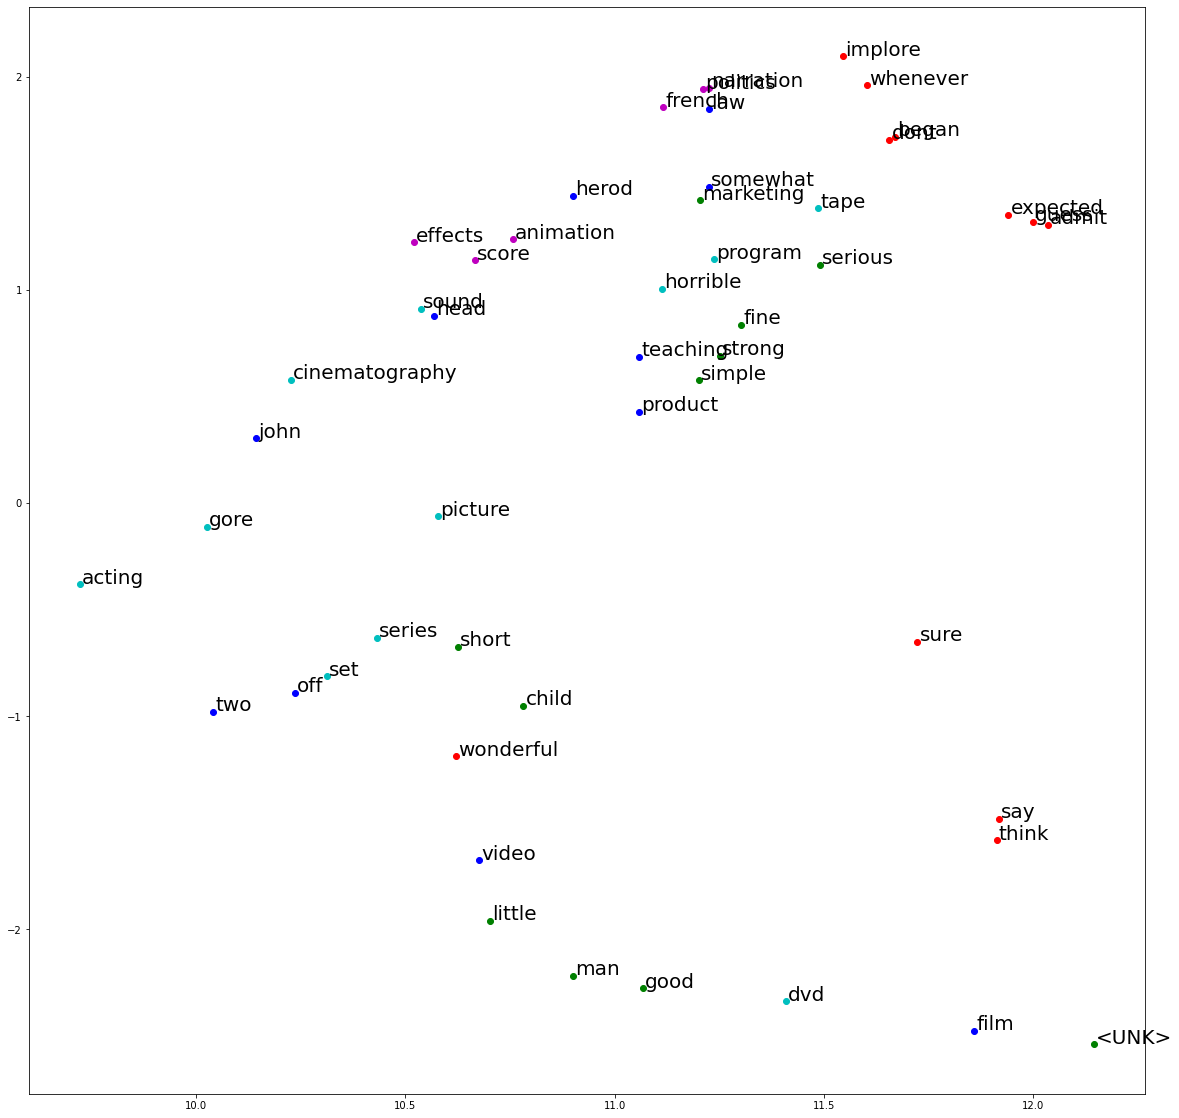 implore
whenever
narration
politics
french
law
began
dont
2
somewhat
herod
marketing
tape
expected
guess
admit
effects
animation
score
program
serious
horrible
1
sound
head
fine
teaching
strong
cinematography
simple
product
john
0
picture
gore
acting
series
short
sure
set
off
two
child
−1
wonderful
say
think
video
little
−2
man
good
dvd
film
<UNK>
10.0 10.5 11.0 11.5 12.0